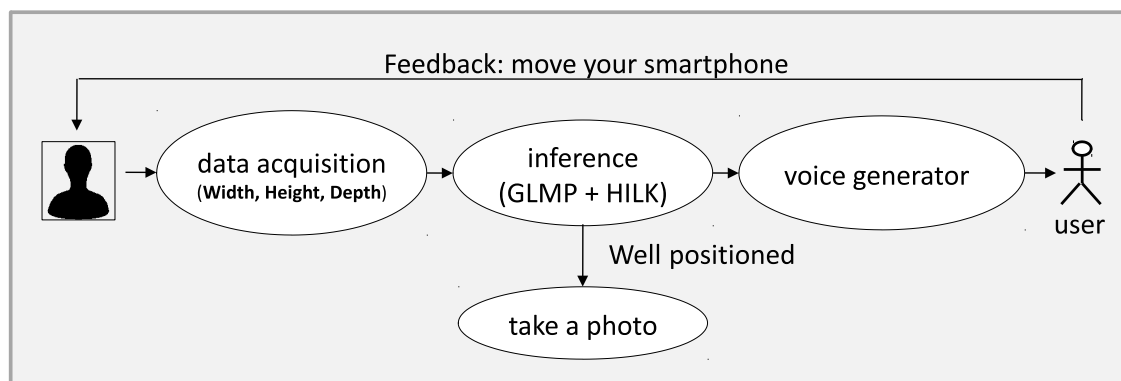 Feedback: move your smartphone
data acquisition
(Width, Height, Depth)
inference
(GLMP + HILK)
voice generator
user
Well positioned
take a photo